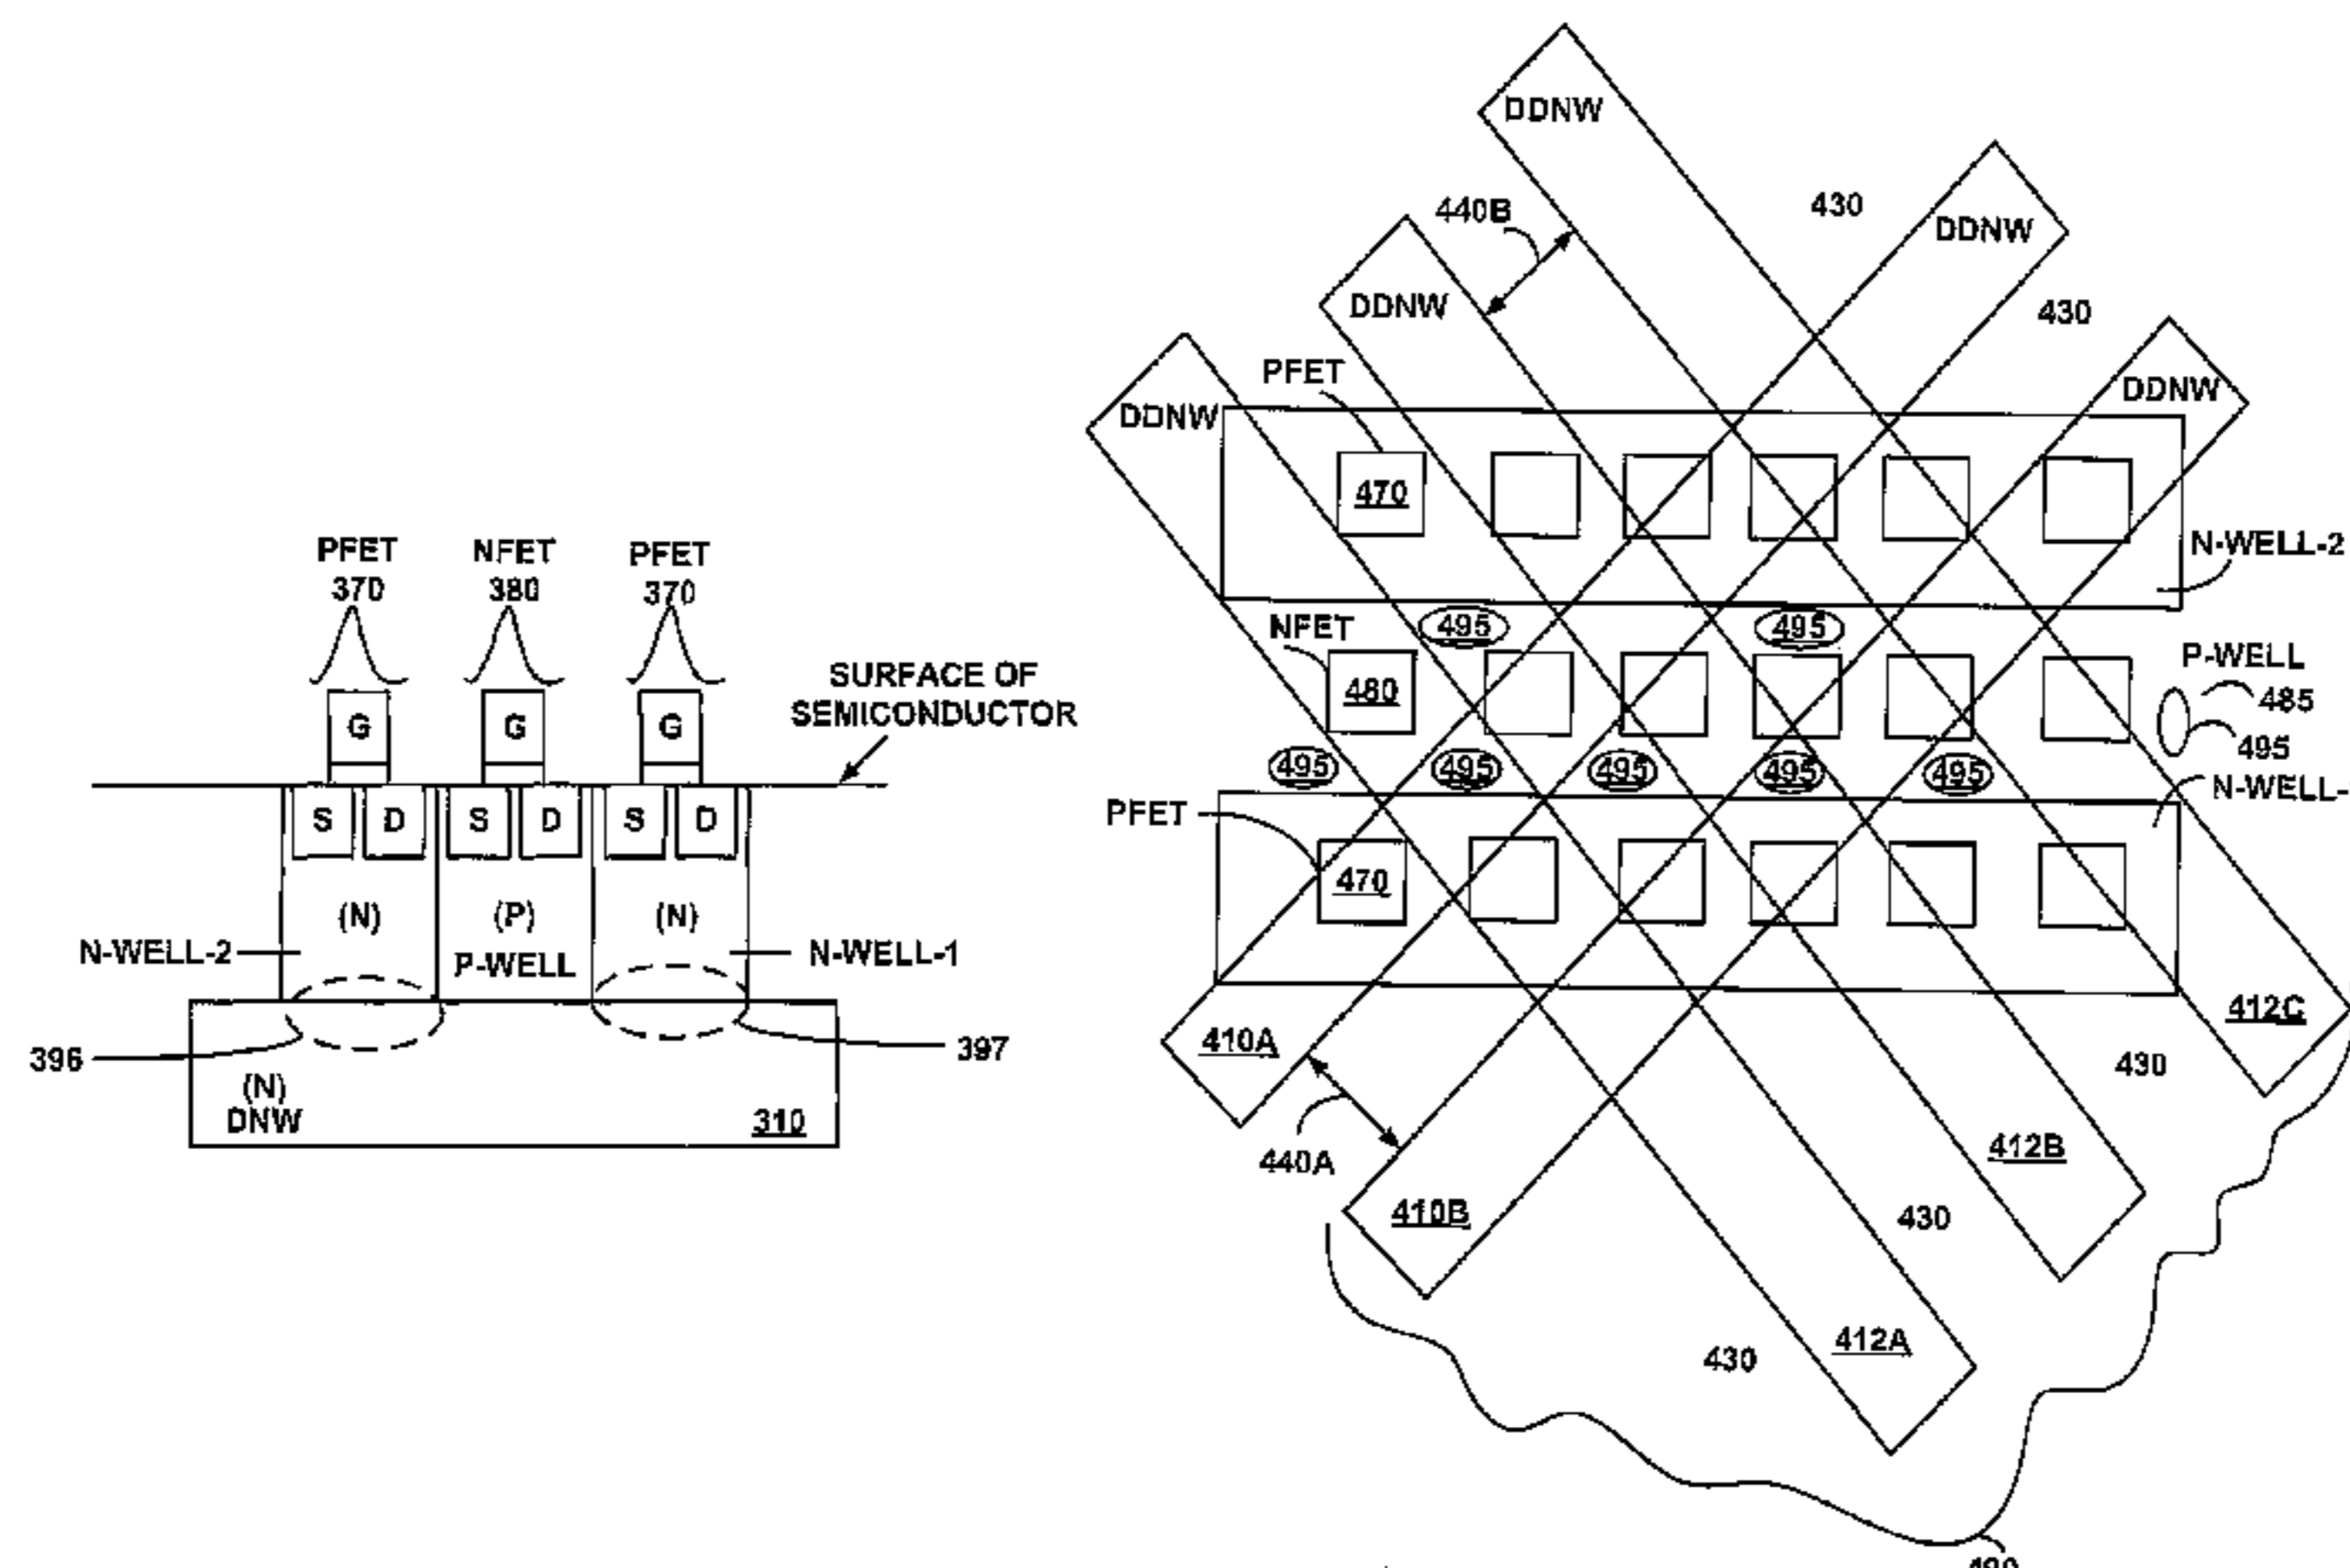 PFET
370
NFET
380
PFET
370
SURFACE OF
SEMICONDUCTOR
G
G
G
S
D
S
D
S
D
(N)
(P)
(N)
N-WELL-2
P-WELL
N-WELL-1
396
397
(N)
DNW
310
DDNW
430
440B
DDNW
DDNW
430
PFET
DDNW
DDNW
470
N-WELL-2
NFET
495
495
P-WELL
480
485
495
495
495
495
495
495
N-WELL-
PFET
470
410A
412C
430
440A
412B
410B
430
412A
430